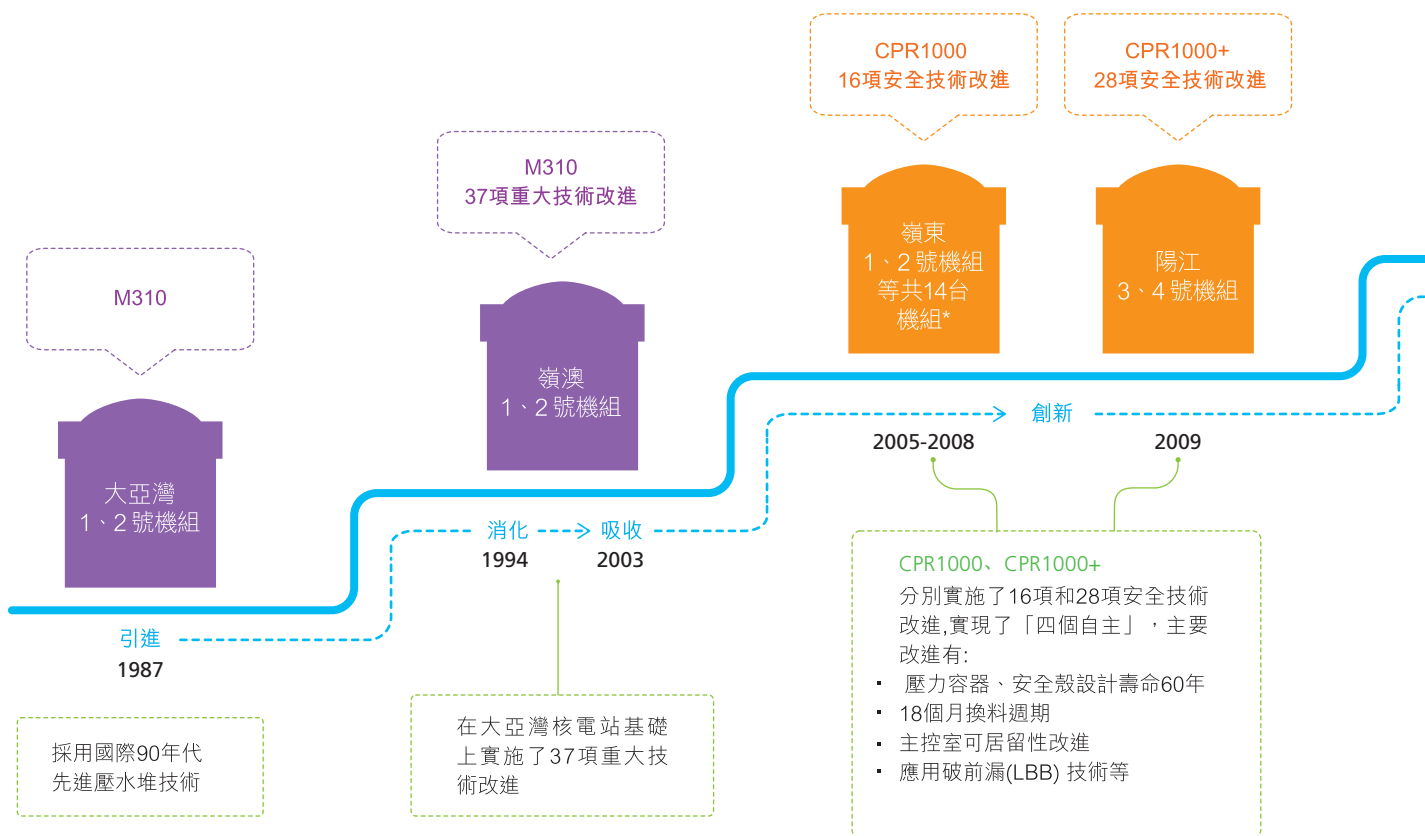 M310
大亞灣
1、2 號機組
引進
1987
採用國際90年代
先進壓水堆技術
M310
37項重大技術改進
嶺澳
1、2 號機組
消化
吸收
1994
2003
在大亞灣核電站基礎
上實施了37項重大技
術改進
CPR1000
16項安全技術改進
嶺東
1、2 號機組
等共14台
機組*
CPR1000+
28項安全技術改進
陽江
3、4 號機組
創新
2005-2008
2009
CPR1000、CPR1000+
分別實施了16項和28項安全技術
改進,實現了「四個自主」，主要
改進有:
▪ 壓力容器、安全殼設計壽命60年
▪ 18個月換料週期
▪ 主控室可居留性改進
▪ 應用破前漏(LBB) 技術等